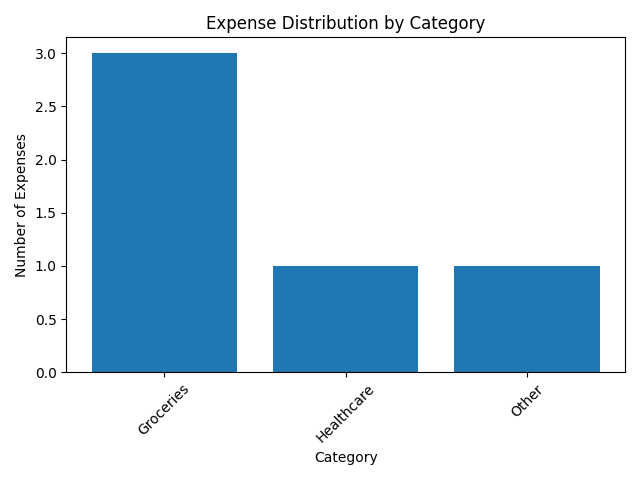 Expense Distribution by Category
Number of Expenses
3.0
2.5
2.0
1.5
1.0
0.5
0.0
Groceries
Healthcare
Other
Category